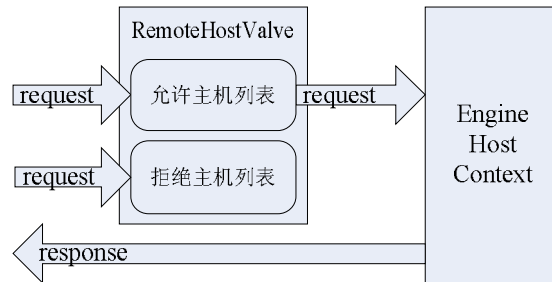 RemoteHostValve
request
允许主机列表
request
request
拒绝主机列表
Engine
Host
Context
response